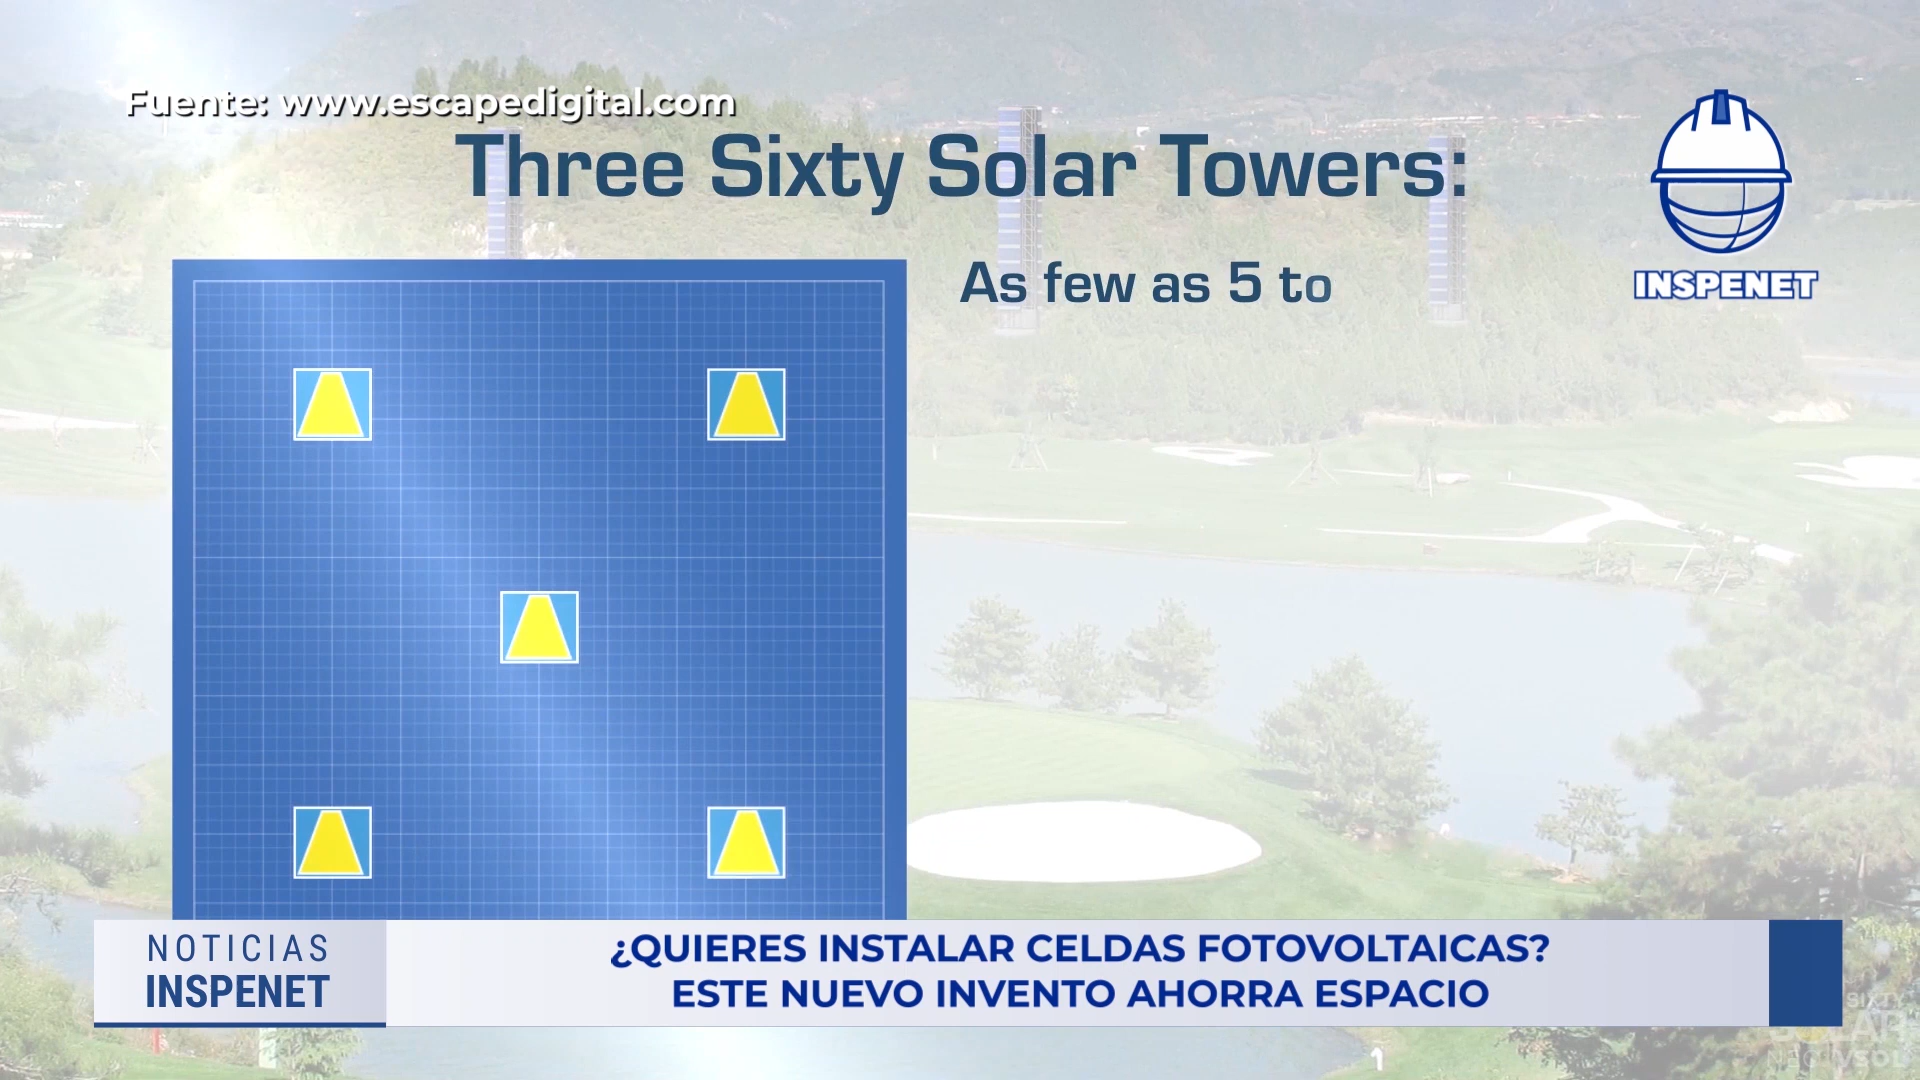 Fuente: www.escapedigital.com
Three Sixty Solar Towers:
As few as 5 to
INSPENET
NOTICIAS
INSPENET
¿QUIERES INSTALAR CELDAS FOTOVOLTAICAS?
ESTE NUEVO INVENTO AHORRA ESPACIO
SIXTY